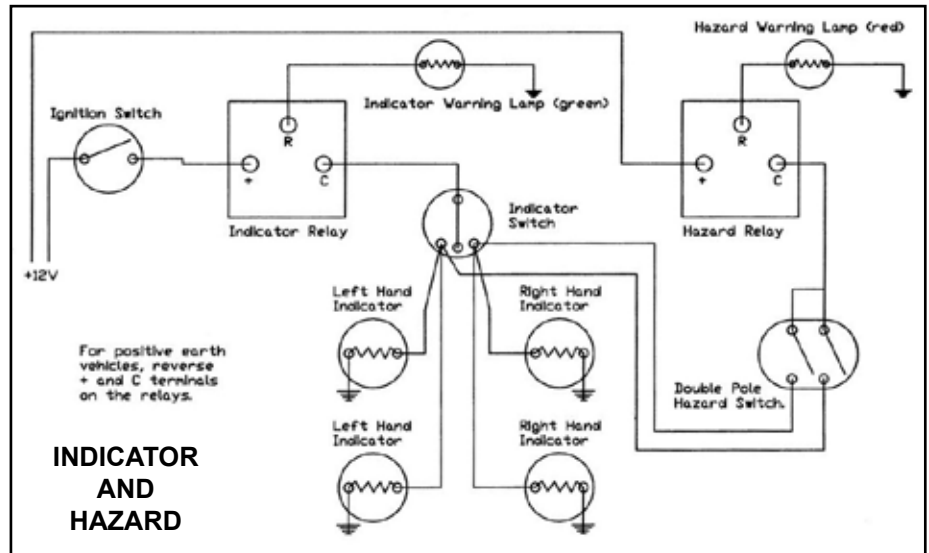 Hazard Warning Lamp (red)
Indicator Warning Lamp (green)
Ignition Switch
R
+
C
Indicator Relay
R
+
C
Hazard Relay
Indicator
Switch
+12V
Left Hand
Indicator
Right Hand
Indicator
For positive earth
vehicles, reverse
+ and C terminals
on the relays.
Double Pole
Hazard Switch.
Left Hand
Indicator
Right Hand
Indicator
INDICATOR
AND
HAZARD